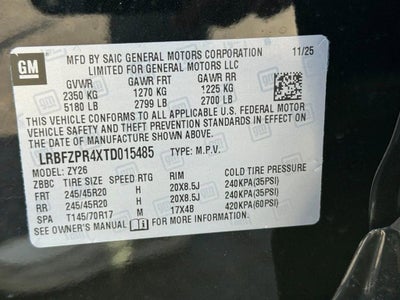 GM
MFD BY SAIC GENERAL MOTORS CORPORATION 11/25
LIMITED FOR GENERAL MOTORS LLC
GVWR GAWR FRT GAWR RR
2350 KG 1270 KG 1225 KG
5180 LB 2799 LB 2700 LB
THIS VEHICLE CONFORMS TO ALL APPLICABLE U.S. FEDERAL MOTOR
VEHICLE SAFETY, BUMPER, AND THEFT PREVENTION
STANDARDS IN EFFECT ON
THE DATE OF MANUFACTURE SHOWN ABOVE.
LRBFZPR4XTD015485 TYPE: M.P.V.
MODEL: ZY26
ZBBC TIRE SIZE SPEED RTG RIM COLD TIRE PRESSURE
FRT 245/45R20 H 20X8.5J 240KPA(35PSI)
RR 245/45R20 H 20X8.5J 240KPA(35PSI)
SPA T145/70R17 M 17X4B 420KPA(60PSI)
SEE OWNER'S MANUAL FOR MORE INFORMATION.